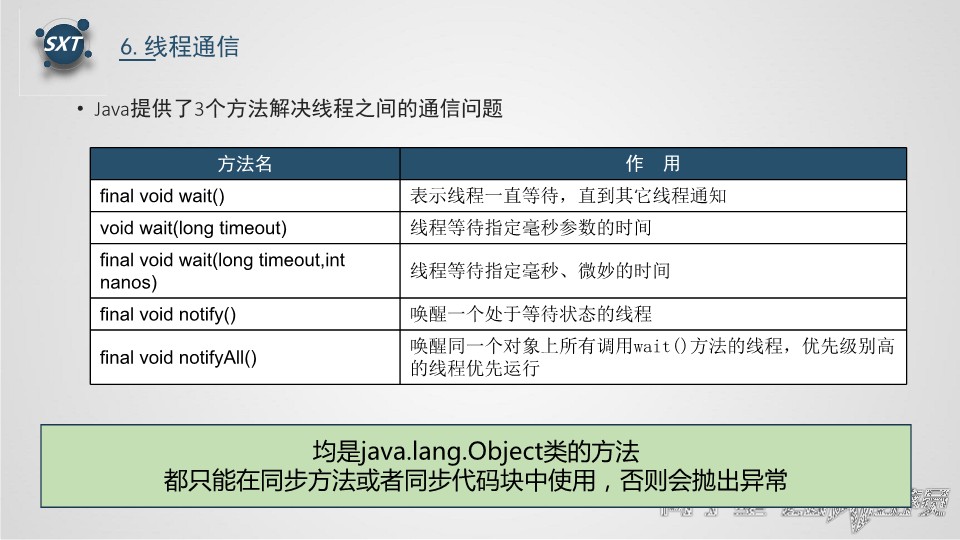 SXT
6. 线程通信
• Java提供了3个方法解决线程之间的通信问题
方法名 作 用
final void wait() 表示线程一直等待，直到其它线程通知
void wait(long timeout) 线程等待指定毫秒参数的时间
final void wait(long timeout,int
nanos) 线程等待指定毫秒、微妙的时间
final void notify() 唤醒一个处于等待状态的线程
final void notifyAll() 唤醒同一个对象上所有调用wait()方法的线程，优先级别高
的线程优先运行
均是java.lang.Object类的方法
都只能在同步方法或者同步代码块中使用，否则会抛出异常